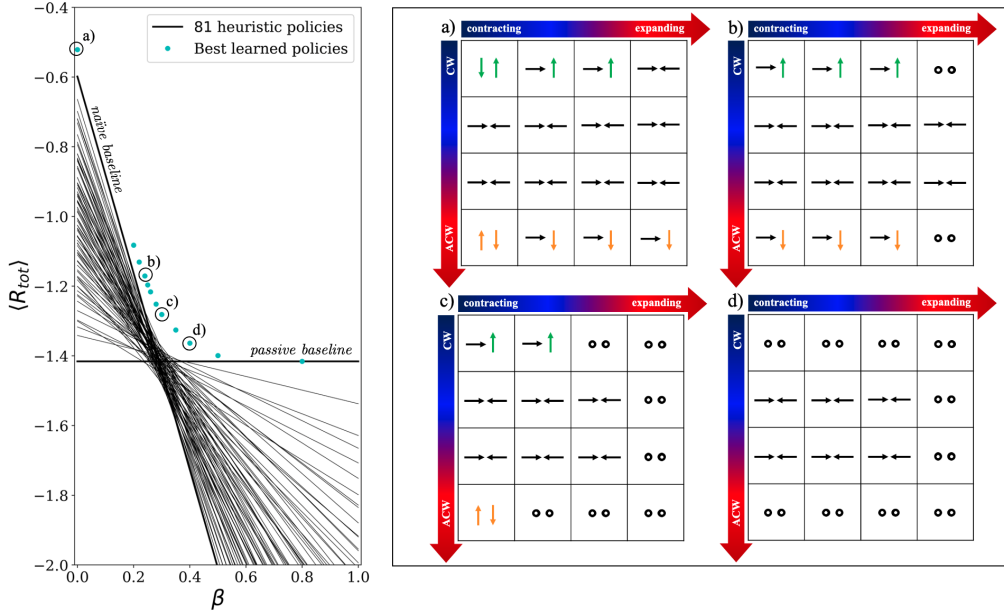 −0.4
−0.6
−0.8
−1.0
−1.2
−1.4
−1.6
−1.8
−2.0
⟨R_tot⟩
0.0 0.2 0.4 0.6 0.8 1.0
β
81 heuristic policies
Best learned policies
a)
naïve baseline
b)
c)
d)
passive baseline
a)
contracting expanding
CW
ACW
b)
contracting expanding
CW
ACW
c)
contracting expanding
CW
ACW
d)
contracting expanding
CW
ACW